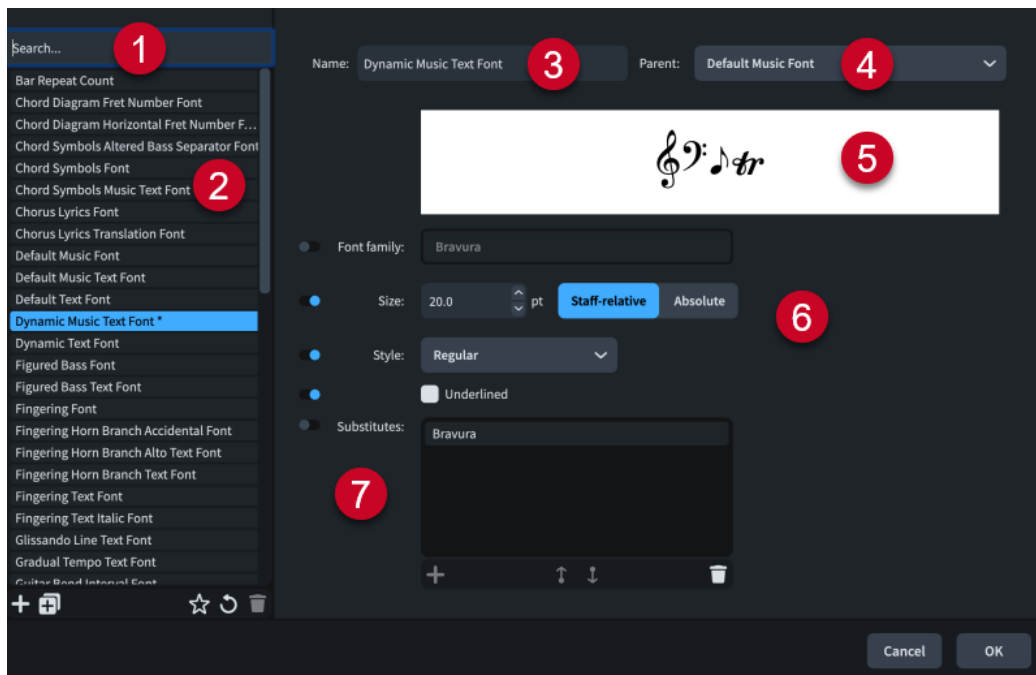 Search...
1
Bar Repeat Count
Chord Diagram Fret Number Font
Chord Diagram Horizontal Fret Number F...
Chord Symbols Altered Bass Separator Font
Chord Symbols Font
Chord Symbols Music Text Font
2
Chorus Lyrics Font
Chorus Lyrics Translation Font
Default Music Font
Default Music Text Font
Default Text Font
Dynamic Music Text Font *
Dynamic Text Font
Figured Bass Font
Figured Bass Text Font
Fingering Font
Fingering Horn Branch Accidental Font
Fingering Horn Branch Alto Text Font
Fingering Horn Branch Text Font
Fingering Text Font
Fingering Text Italic Font
Glissando Line Text Font
Gradual Tempo Text Font
Guitar Bend Interval Font
Name: Dynamic Music Text Font 3 Parent: Default Music Font 4
tr 5
Font family: Bravura
Size: 20.0 pt Staff-relative Absolute
6
Style: Regular
Underlined
Substitutes: Bravura
7
Cancel OK